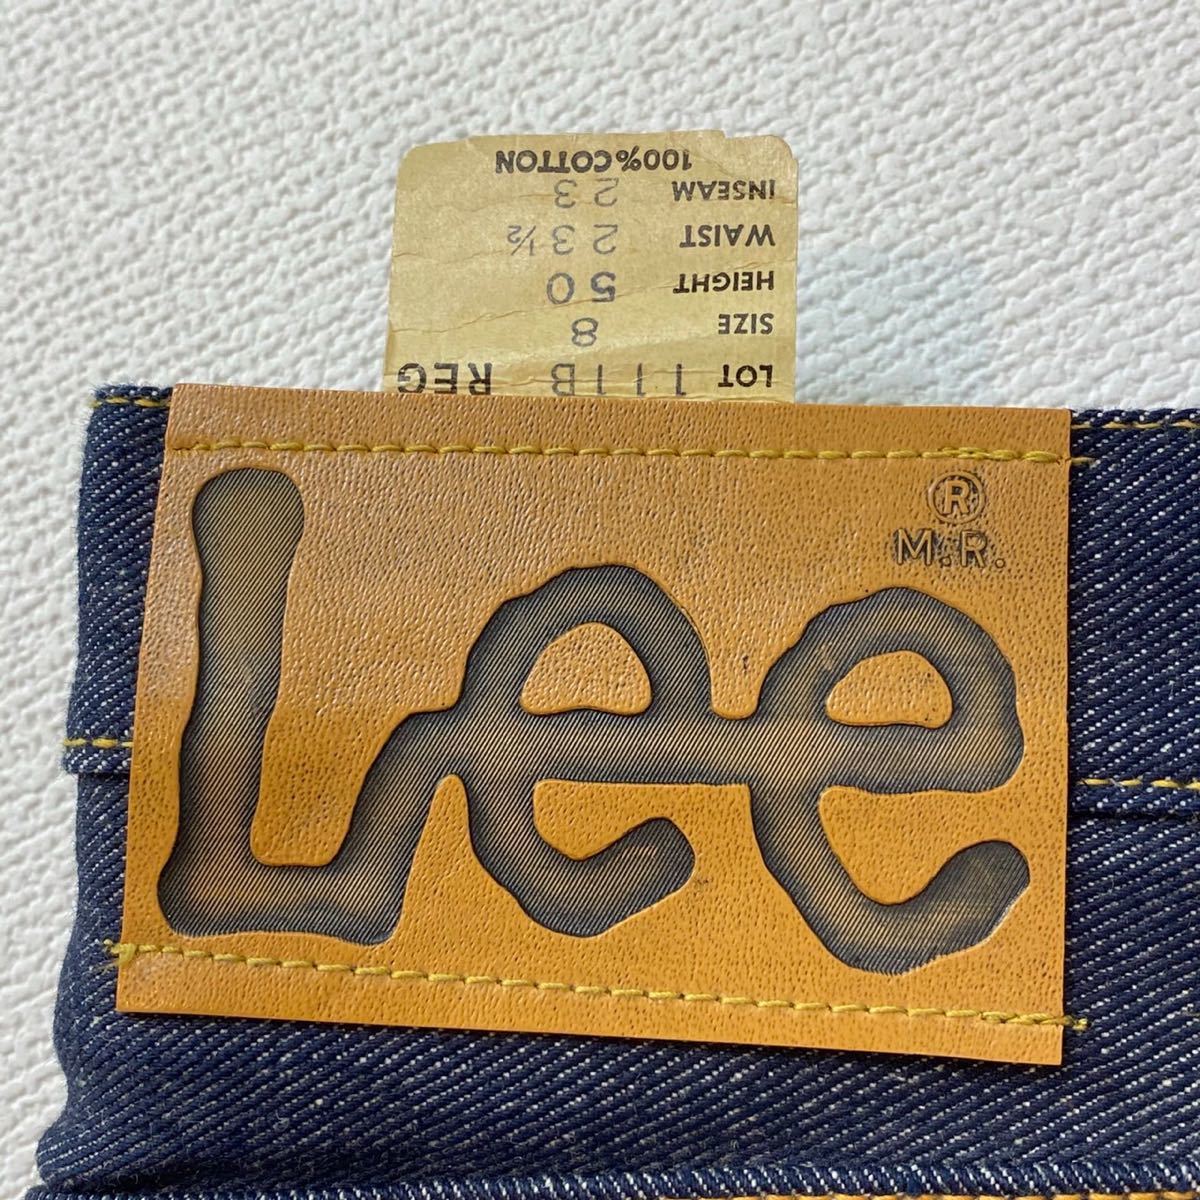 LOT 111B REG
SIZE 8
HEIGHT 50
WAIST 23½
INSEAM 23
100%COTTON
Lee
®
M.R.